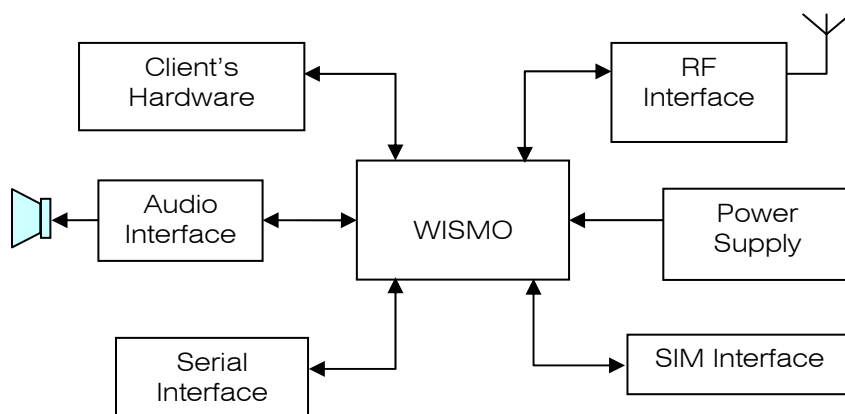 Client's
Hardware
RF
Interface
Audio
Interface
WISMO
Power
Supply
Serial
Interface
SIM Interface